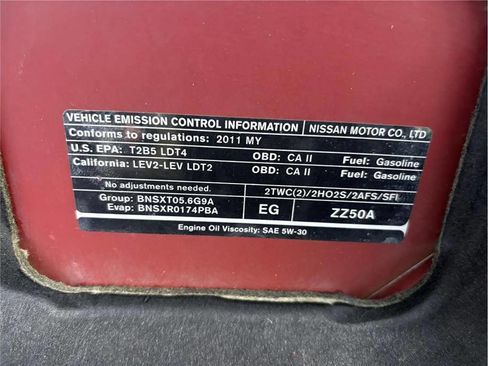 VEHICLE EMISSION CONTROL INFORMATION NISSAN MOTOR CO., LTD
Conforms to regulations: 2011 MY
U.S. EPA: T2B5 LDT4 OBD: CA II Fuel: Gasoline
California: LEV2-LEV LDT2 OBD: CA II Fuel: Gasoline
No adjustments needed. 2TWC(2)/2HO2S/2AFS/SFI
Group: BNSXT05.6G9A
Evap: BNSXR0174PBA EG ZZ50A
Engine Oil Viscosity: SAE 5W-30